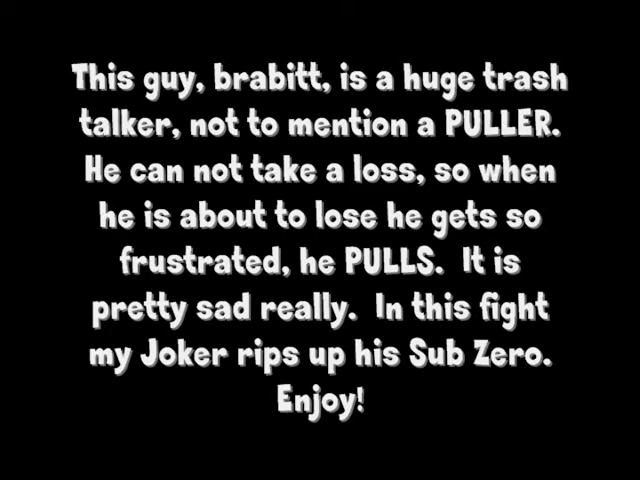 This guy, brabitt, is a huge trash
talker, not to mention a PULLER.
He can not take a loss, so when
he is about to lose he gets so
frustrated, he PULLS.  It is
pretty sad really.  In this fight
my Joker rips up his Sub Zero.
Enjoy!